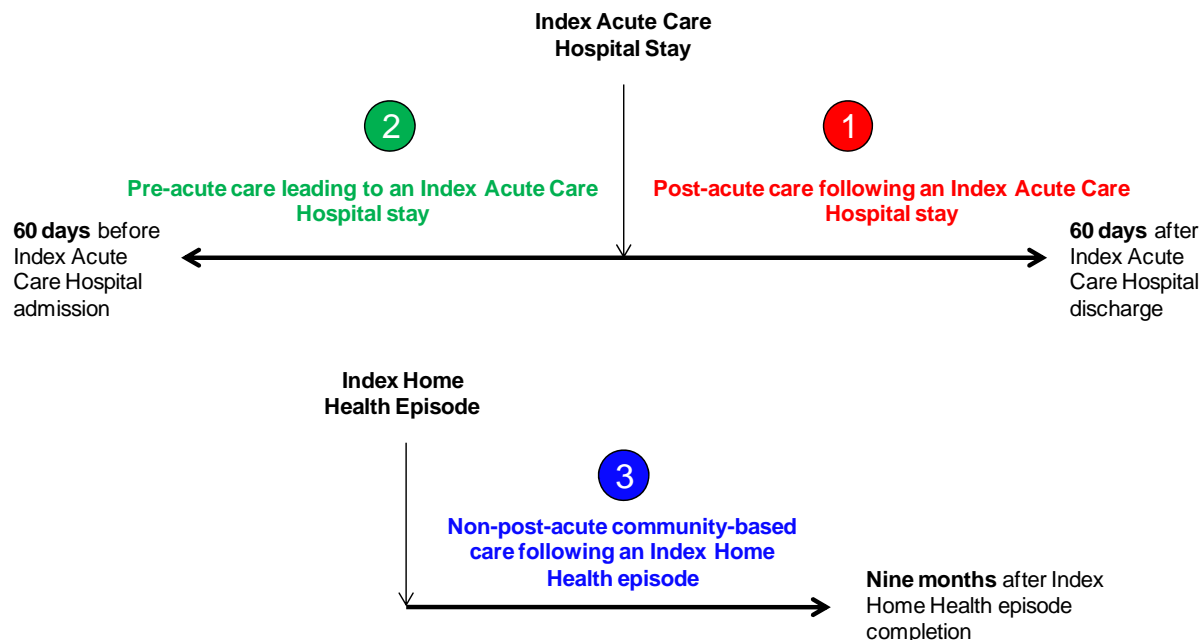 Index Acute Care
Hospital Stay
2
1
Pre-acute care leading to an Index Acute Care
Hospital stay
Post-acute care following an Index Acute Care
Hospital stay
60 days before
Index Acute
Care Hospital
admission
60 days after
Index Acute
Care Hospital
discharge
Index Home
Health Episode
3
Non-post-acute community-based
care following an Index Home
Health episode
Nine months after Index
Home Health episode
completion